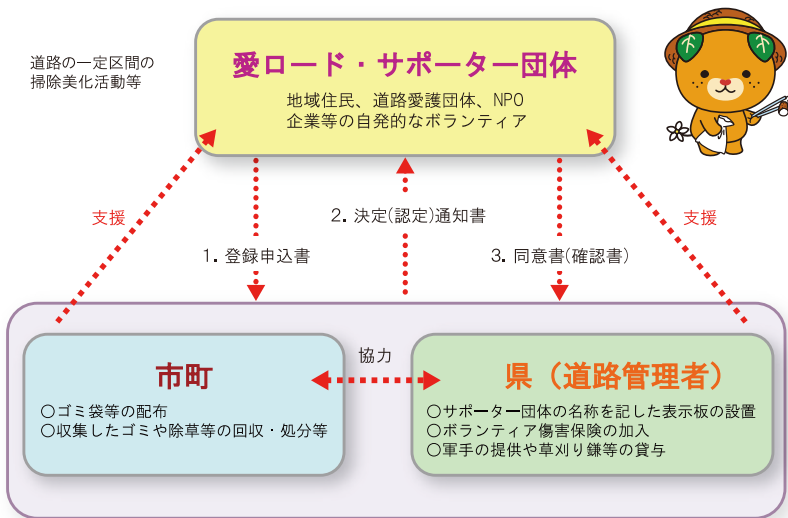 愛ロード・サポーター団体
地域住民、道路愛護団体、NPO
企業等の自発的なボランティア
道路の一定区間の
掃除美化活動等
支援
1. 登録申込書
2. 決定(認定)通知書
3. 同意書(確認書)
支援
市町
○ゴミ袋等の配布
○収集したゴミや除草等の回収・処分等
協力
県（道路管理者）
○サポーター団体の名称を記した表示板の設置
○ボランティア傷害保険の加入
○軍手の提供や草刈り鎌等の貸与